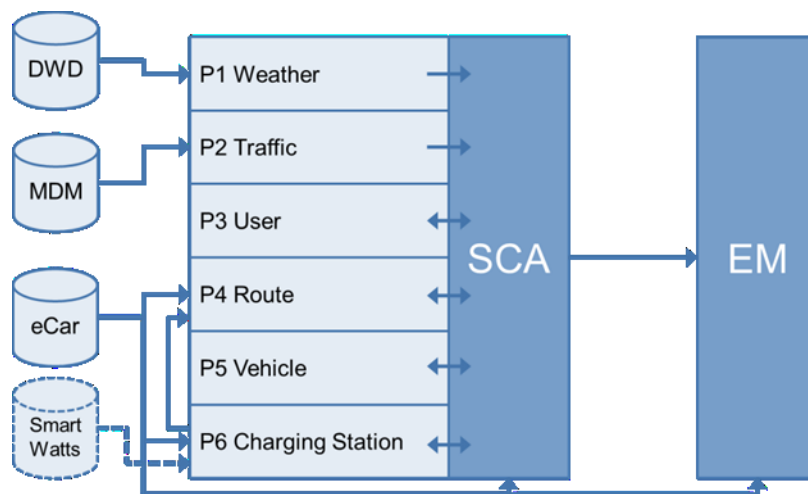 DWD
MDM
eCar
Smart
Watts
P1 Weather
P2 Traffic
P3 User
P4 Route
P5 Vehicle
P6 Charging Station
SCA
EM